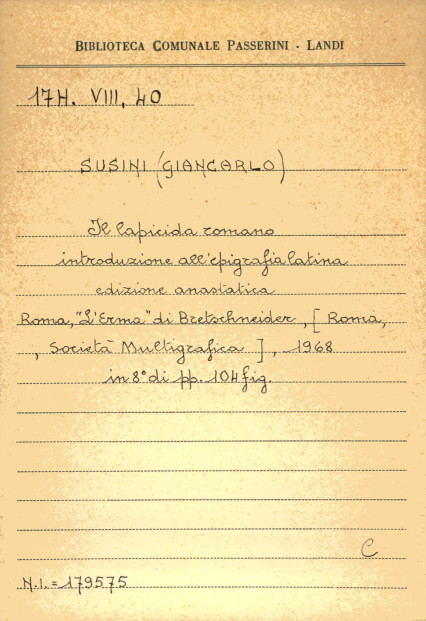 BIBLIOTECA COMUNALE PASSERINI - LANDI
17H. VIII, 40
SUSINI (GIANCARLO)
Il lapicida romano
introduzione all'epigrafia latina
edizione anastatica
Roma, "L'Erma" di Bretschneider, [Roma,
, Società Multigrafica], 1968
in 8° di pp. 104 fig.
C
N.I. = 179575